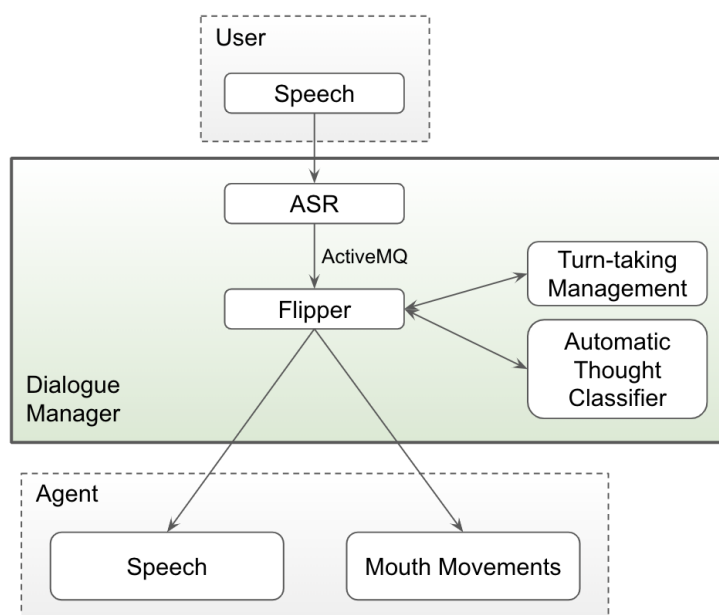 User
Speech
ASR
ActiveMQ
Flipper
Turn-taking
Management
Automatic
Thought
Classifier
Dialogue
Manager
Agent
Speech
Mouth Movements